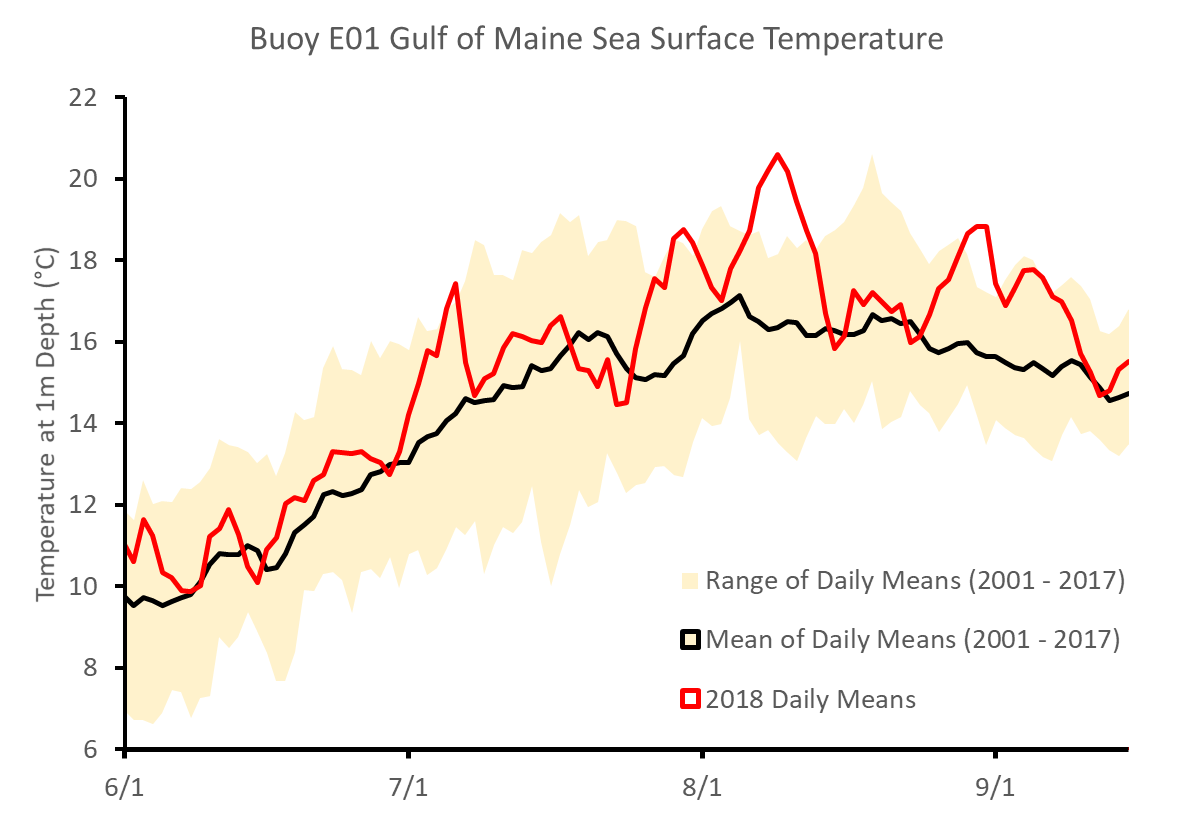 Buoy E01 Gulf of Maine Sea Surface Temperature
22
20
18
16
14
12
10
8
6
Temperature at 1m Depth (°C)
6/1
7/1
8/1
9/1
Range of Daily Means (2001 - 2017)
Mean of Daily Means (2001 - 2017)
2018 Daily Means